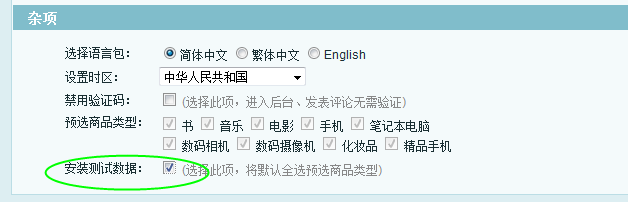 杂项
选择语言包： 简体中文 繁体中文 English
设置时区： 中华人民共和国
禁用验证码： (选择此项，进入后台、发表评论无需验证)
预选商品类型： 书 音乐 电影 手机 笔记本电脑
数码相机 数码摄像机 化妆品 精品手机
安装测试数据： (选择此项，将默认全选预选商品类型)